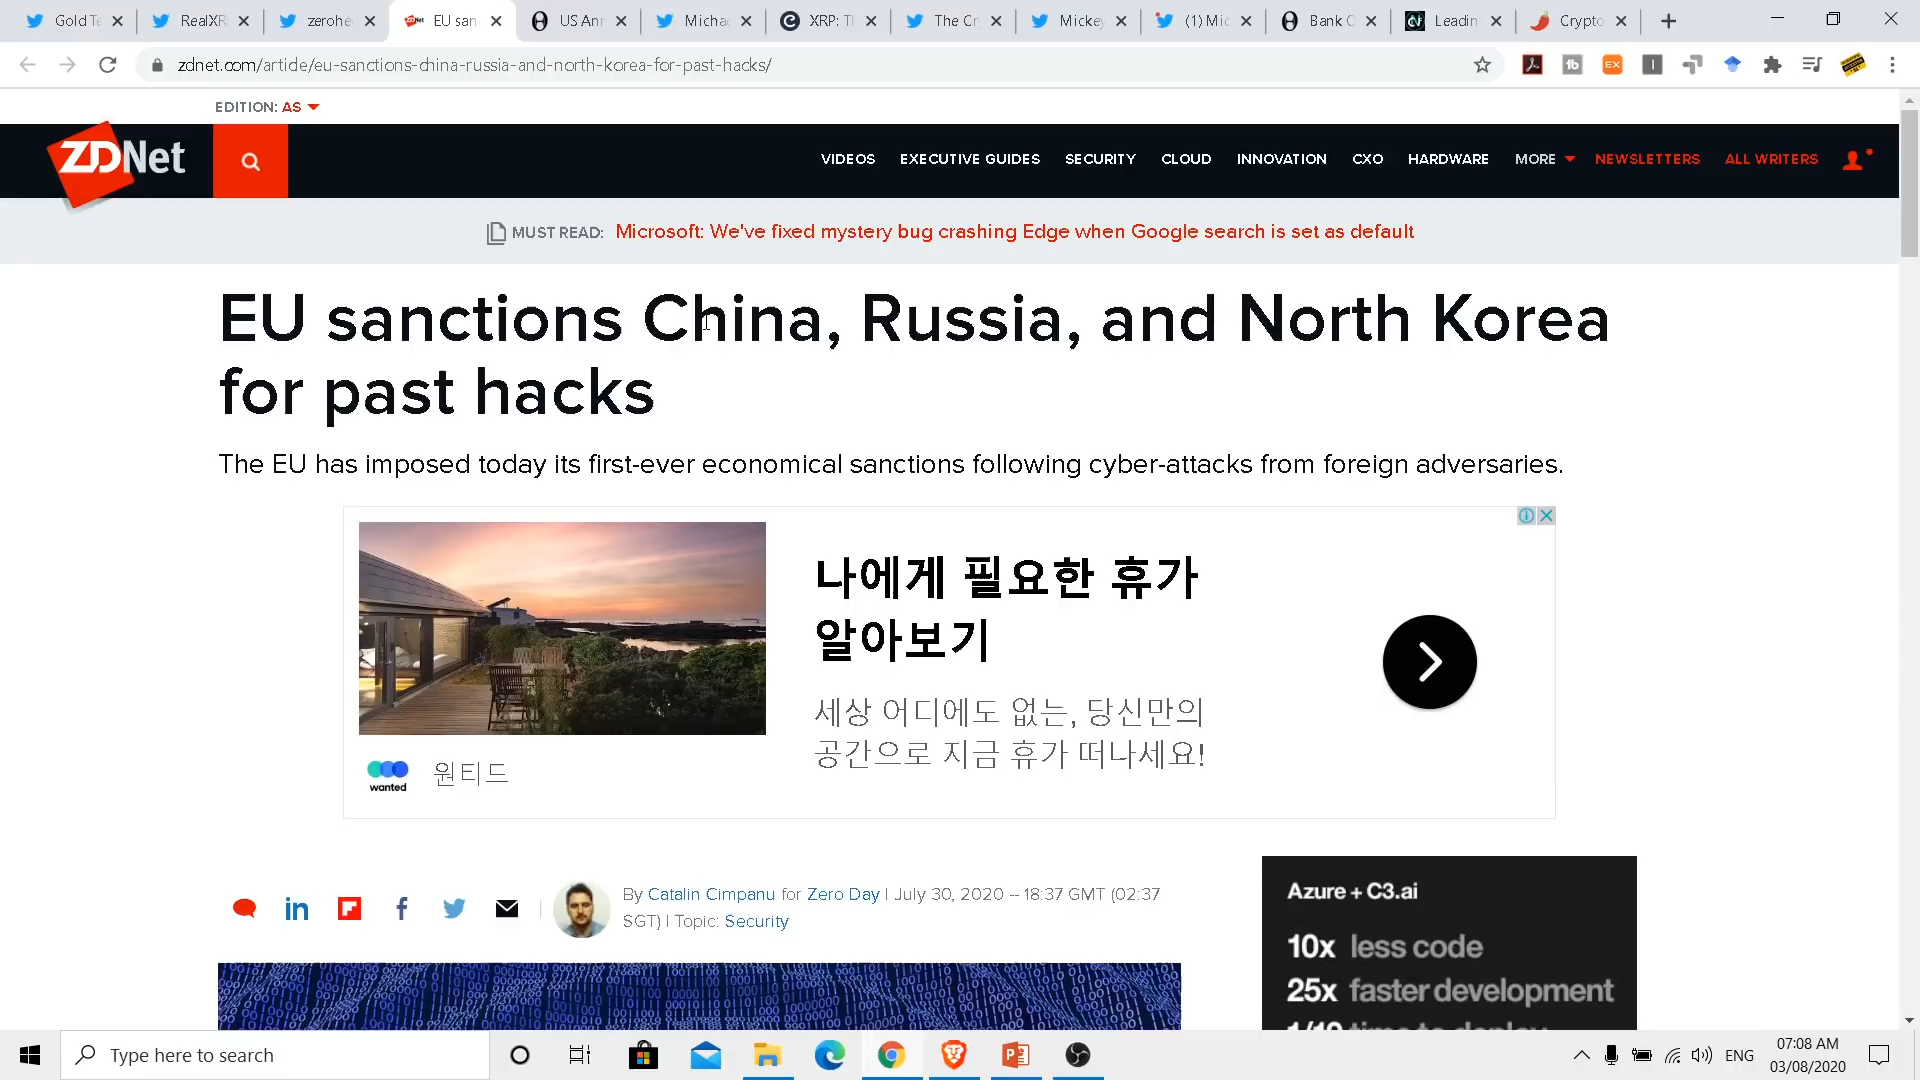 Gold Te
RealXR
zerohe
EU san
US Ann
Micha
XRP: Th
The Cr
Mickey
(1) Mic
Bank O
Leadin
Crypto
zdnet.com/article/eu-sanctions-china-russia-and-north-korea-for-past-hacks/
EDITION: AS
ZDNet
VIDEOS EXECUTIVE GUIDES SECURITY CLOUD INNOVATION CXO HARDWARE MORE NEWSLETTERS ALL WRITERS
MUST READ: Microsoft: We've fixed mystery bug crashing Edge when Google search is set as default
EU sanctions China, Russia, and North Korea
for past hacks
The EU has imposed today its first-ever economical sanctions following cyber-attacks from foreign adversaries.
나에게 필요한 휴가
알아보기
세상 어디에도 없는, 당신만의
공간으로 지금 휴가 떠나세요!
wanted
원티드
By Catalin Cimpanu for Zero Day | July 30, 2020 -- 18:37 GMT (02:37
SGT) | Topic: Security
Azure + C3.ai
10x less code
25x faster development
1/10 time to deploy
Type here to search
ENG
07:08 AM
03/08/2020